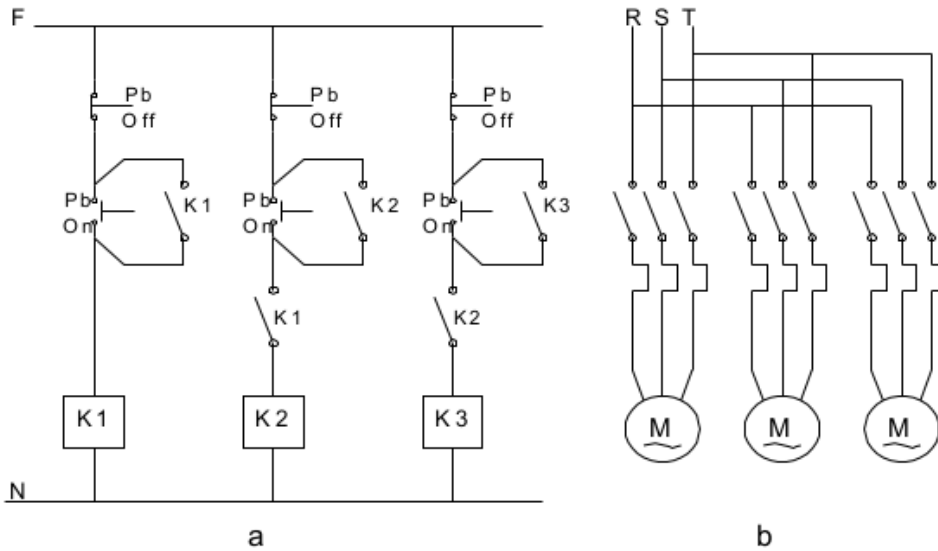 F
Pb
Off
Pb
On
K1
K1
Pb
Off
Pb
On
K2
K1
K2
Pb
Off
Pb
On
K3
K2
K3
N
a
R S T
M
M
M
b